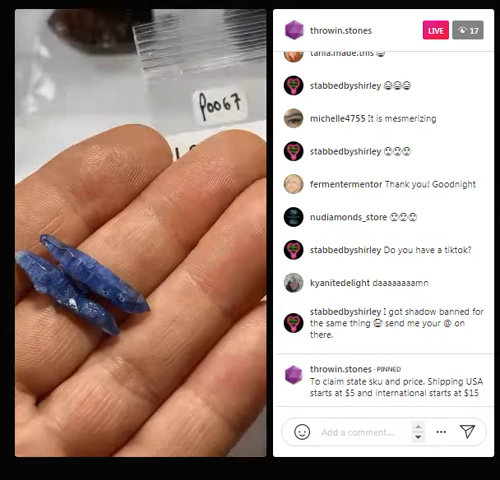 P0067
throwin.stones
LIVE
17
tania.made.this
stabbedbyshirley
michelle4755 It is mesmerizing
stabbedbyshirley
fermentermentor Thank you! Goodnight
nudiamonds_store
stabbedbyshirley Do you have a tiktok?
kyanitedelight daaaaaaaamn
stabbedbyshirley I got shadow banned for
the same thing 😩 send me your @ on
there.
throwin.stones · PINNED
To claim state sku and price. Shipping USA
starts at $5 and international starts at $15
Add a comment...